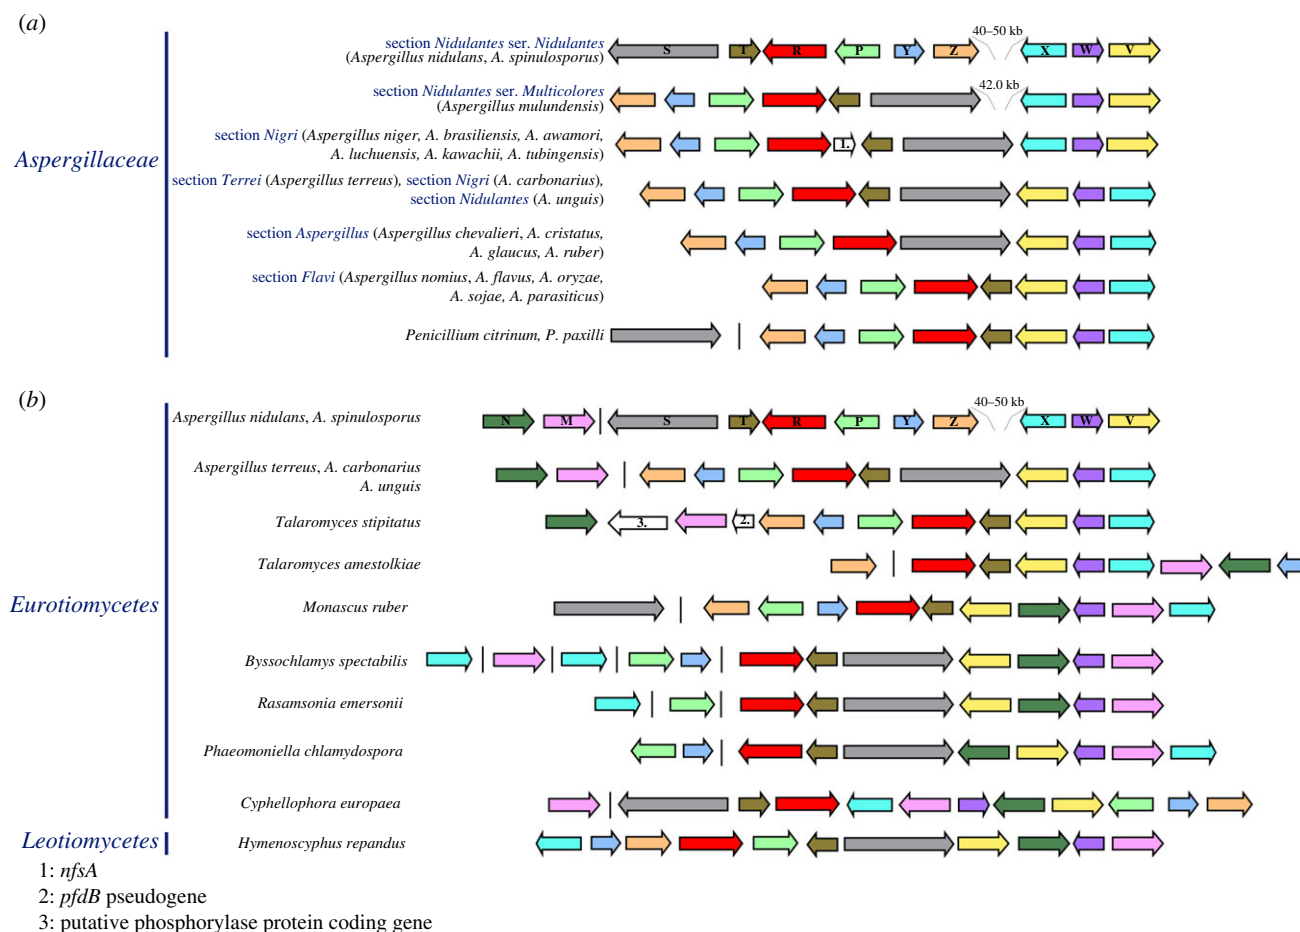 (a)
section Nidulantes ser. Nidulantes
(Aspergillus nidulans, A. spinulosporus)
S T R P Y Z 40–50 kb X W V
section Nidulantes ser. Multicolores
(Aspergillus mulundensis)
42.0 kb
Aspergillaceae
section Nigri (Aspergillus niger, A. brasiliensis, A. awamori,
A. luchuensis, A. kawachii, A. tubingensis)
1.
section Terrei (Aspergillus terreus), section Nigri (A. carbonarius),
section Nidulantes (A. unguis)
section Aspergillus (Aspergillus chevalieri, A. cristatus,
A. glaucus, A. ruber)
section Flavi (Aspergillus nomius, A. flavus, A. oryzae,
A. sojae, A. parasiticus)
Penicillium citrinum, P. paxilli
(b)
Aspergillus nidulans, A. spinulosporus
N M S T R P Y Z 40–50 kb X W V
Aspergillus terreus, A. carbonarius
A. unguis
Talaromyces stipitatus
3. 2.
Talaromyces amestolkiae
Eurotiomycetes
Monascus ruber
Byssochlamys spectabilis
Rasamsonia emersonii
Phaeomoniella chlamydospora
Cyphellophora europaea
Leotiomycetes
Hymenoscyphus repandus
1: nfsA
2: pfdB pseudogene
3: putative phosphorylase protein coding gene